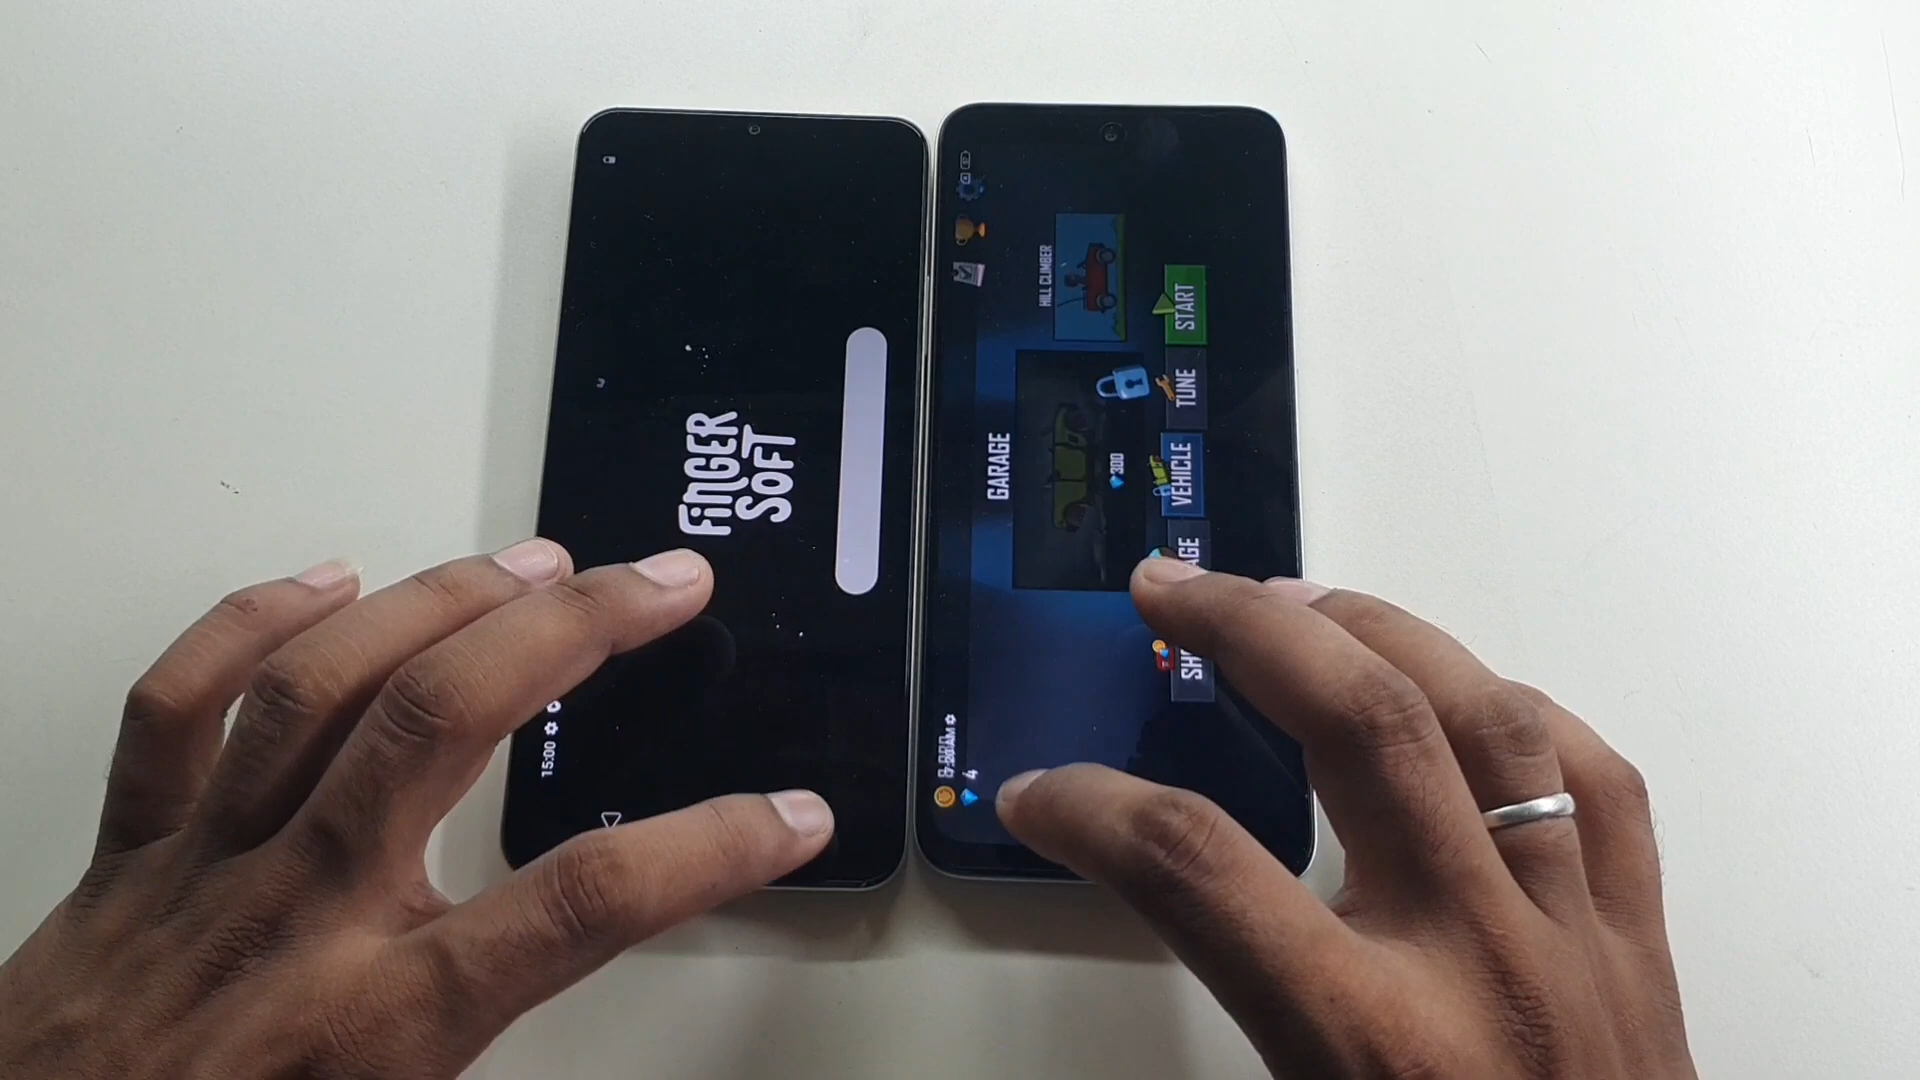 FINGER
SOFT
15:00
HILL CLIMBER
GARAGE
300
START
TUNE
VEHICLE
4